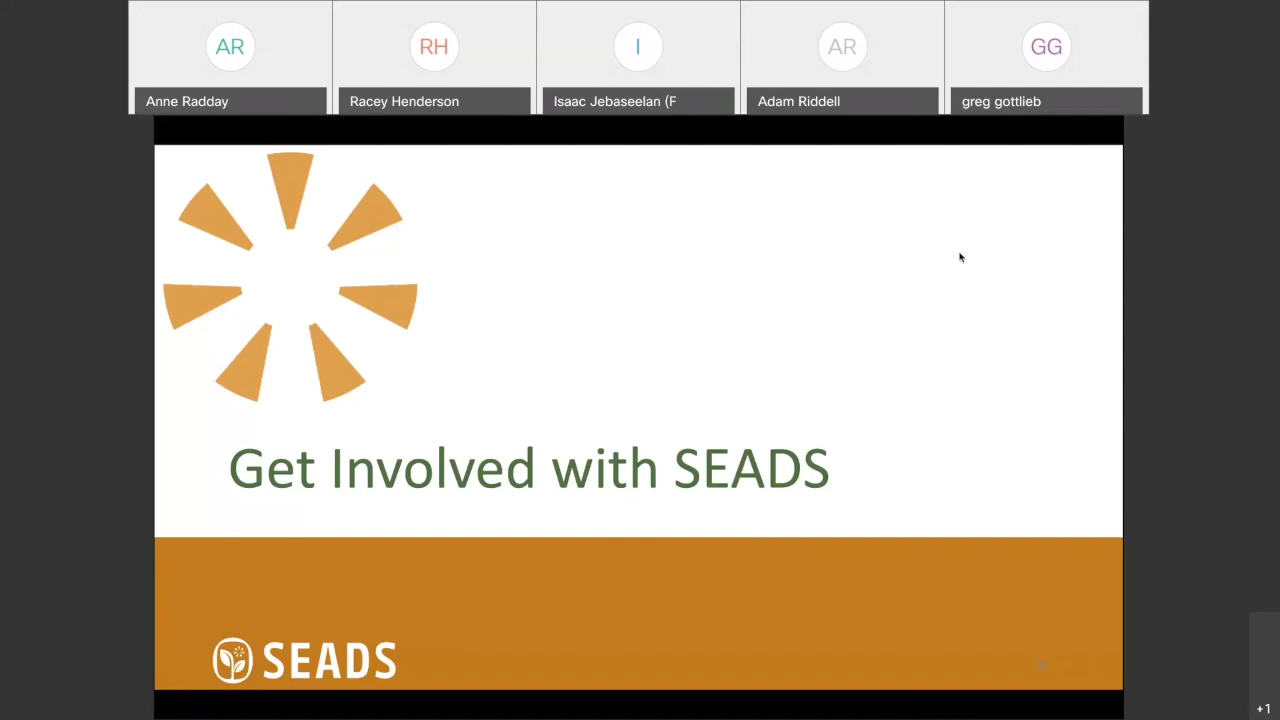 AR
RH
I
AR
GG
Anne Radday
Racey Henderson
Isaac Jebaseelan (F
Adam Riddell
greg gottlieb
Get Involved with SEADS
SEADS
+1